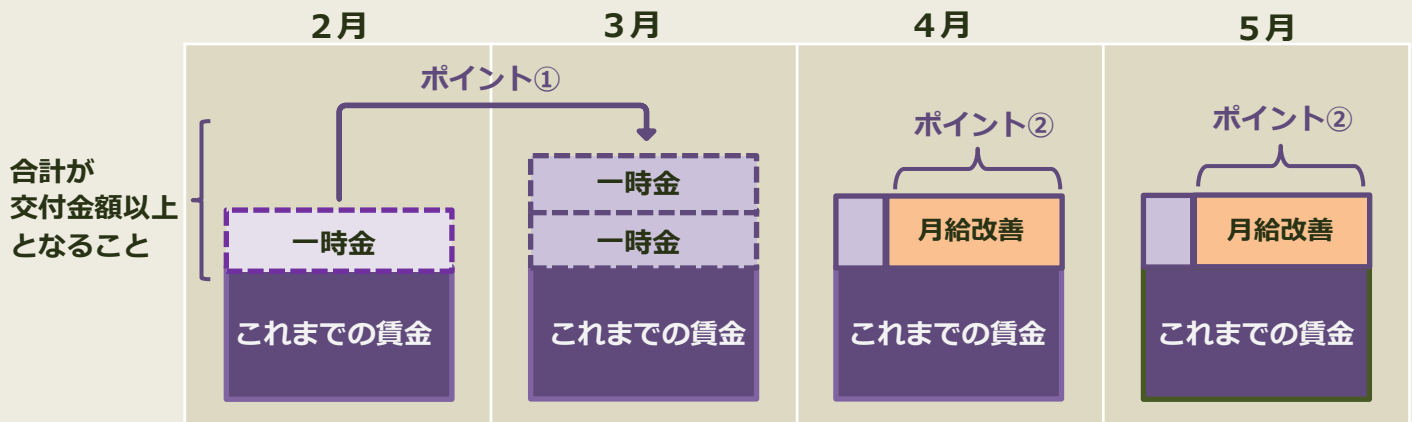 2月
3月
4月
5月
ポイント①
ポイント②
ポイント②
合計が
交付金額以上
となること
一時金
一時金
一時金
月給改善
月給改善
これまでの賃金
これまでの賃金
これまでの賃金
これまでの賃金